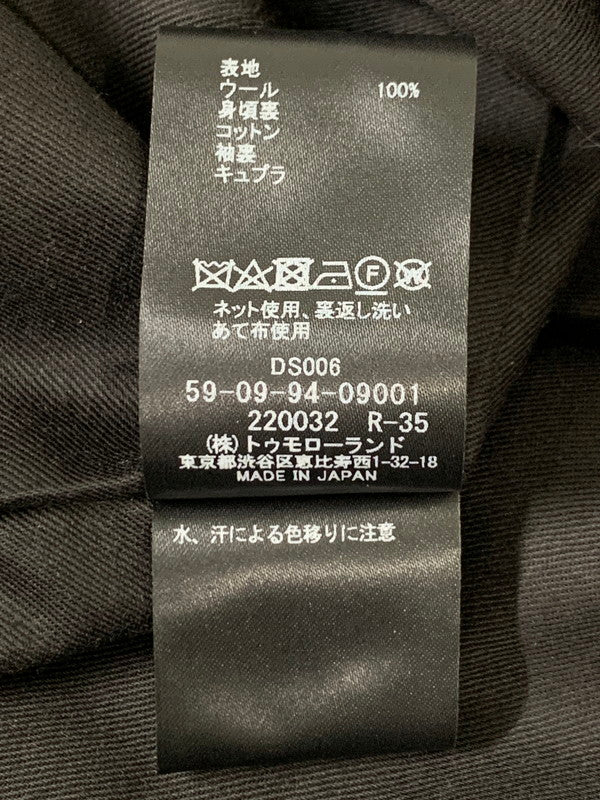 表地
ウール 100%
身頃裏
コットン
袖裏
キュプラ
F W
ネット使用、裏返し洗い
あて布使用
DS006
59-09-94-09001
220032 R-35
(株)トゥモローランド
東京都渋谷区恵比寿西1-32-18
MADE IN JAPAN
水、汗による色移りに注意